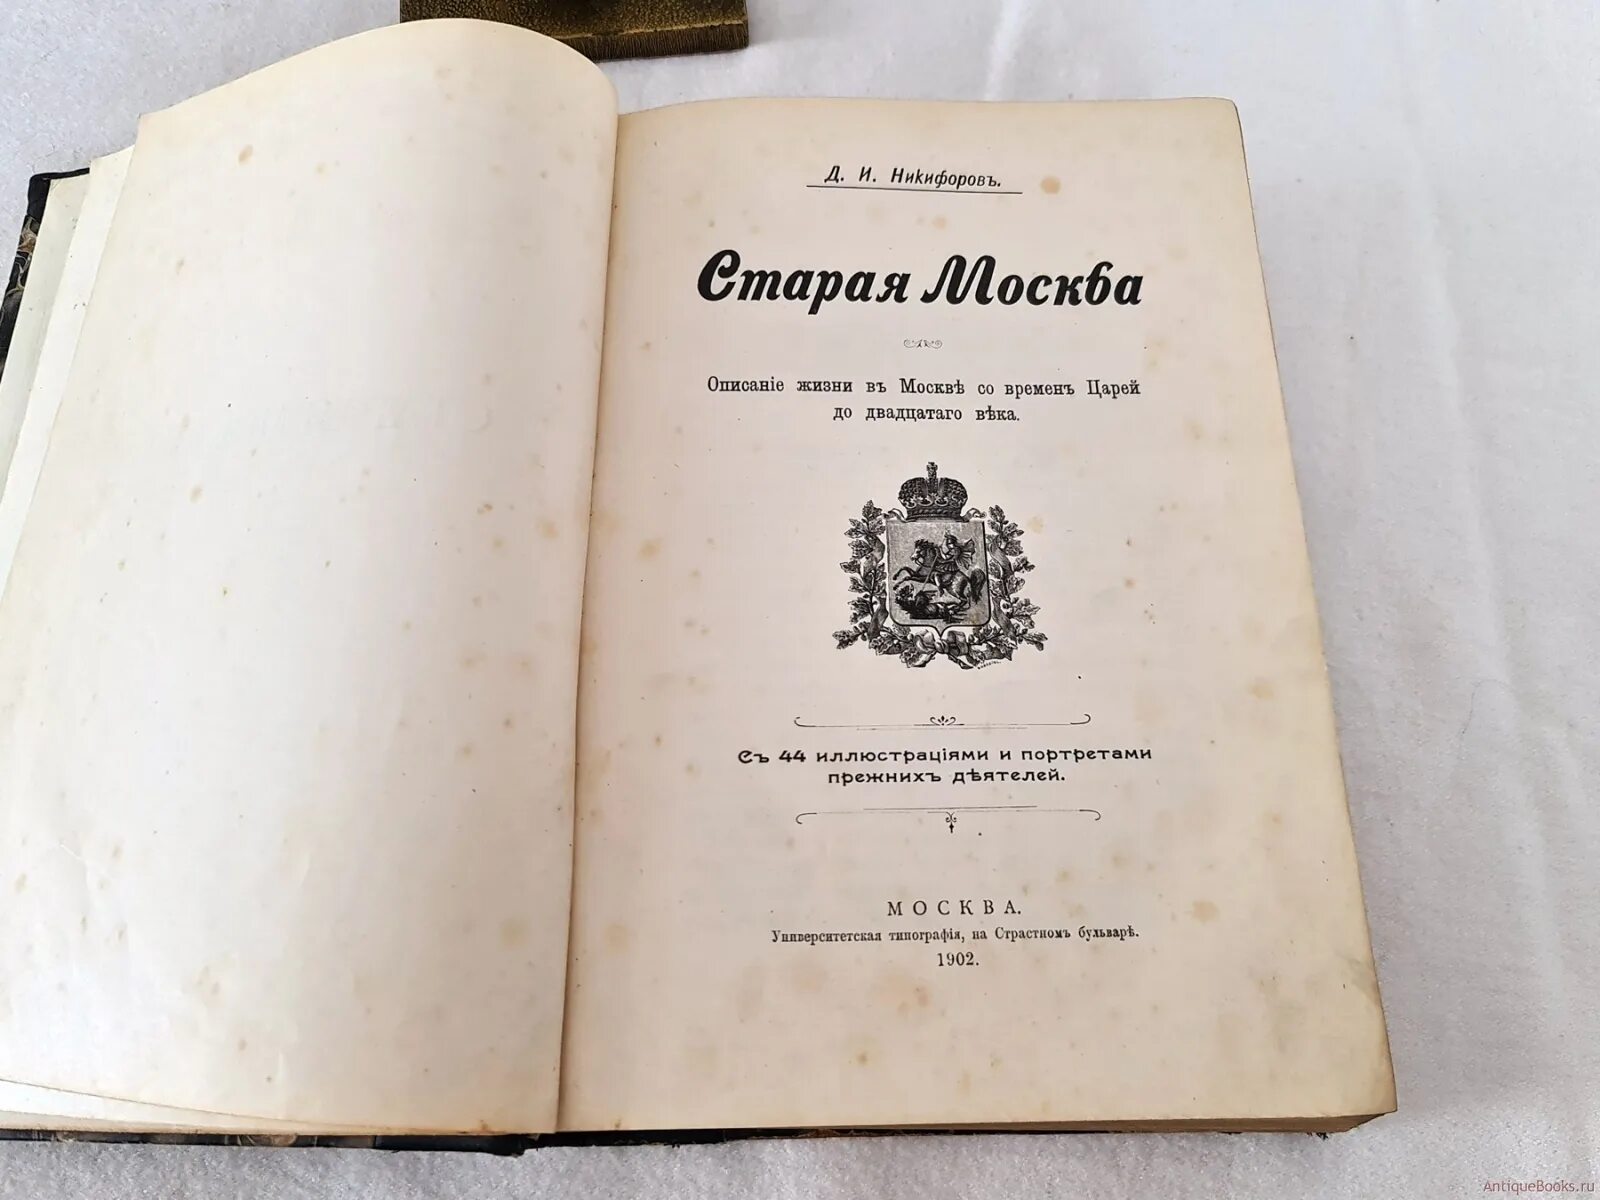 Д. И. Никифоровъ.
Старая Москва
Описаніе жизни въ Москвѣ со временъ Царей
до двадцатаго вѣка.
Съ 44 иллюстраціями и портретами
прежнихъ дѣятелей.
МОСКВА.
Университетская типографія, на Страстномъ бульварѣ.
1902.
AntiqueBooks.ru